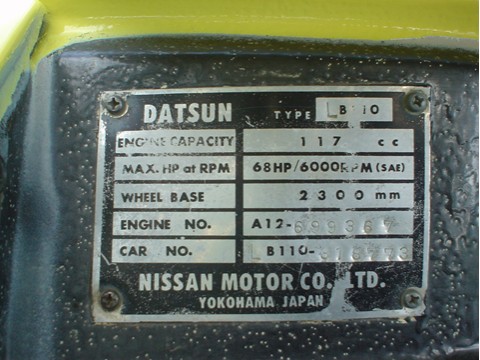 DATSUN TYPE LB110
ENGINE CAPACITY 117 cc
MAX. HP at RPM 68HP/6000RPM (SAE)
WHEEL BASE 2300 mm
ENGINE NO. A12-
CAR NO. LB110-
NISSAN MOTOR CO. LTD.
YOKOHAMA JAPAN